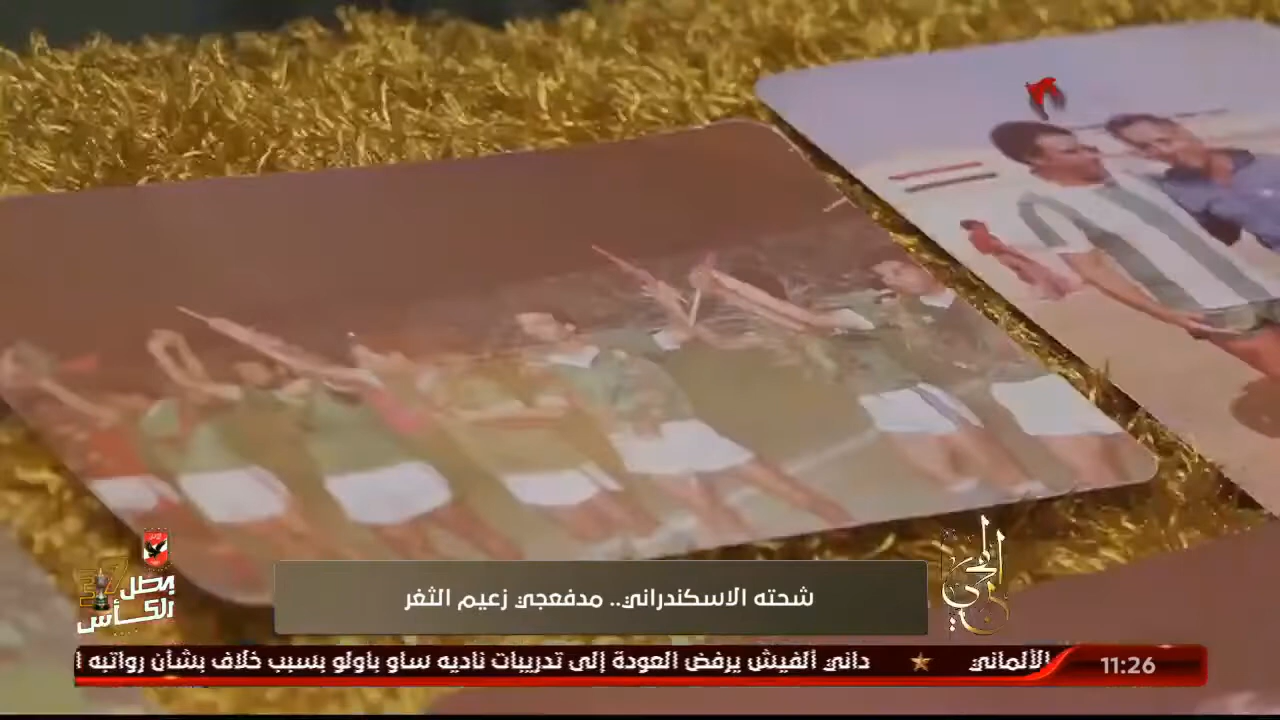 شحته الاسكندراني.. مدفعجي زعيم الثغر
بطل الكأس 37
11:26
الألماني ★ داني ألفيش يرفض العودة إلى تدريبات ناديه ساو باولو بسبب خلاف بشأن رواتبه ا